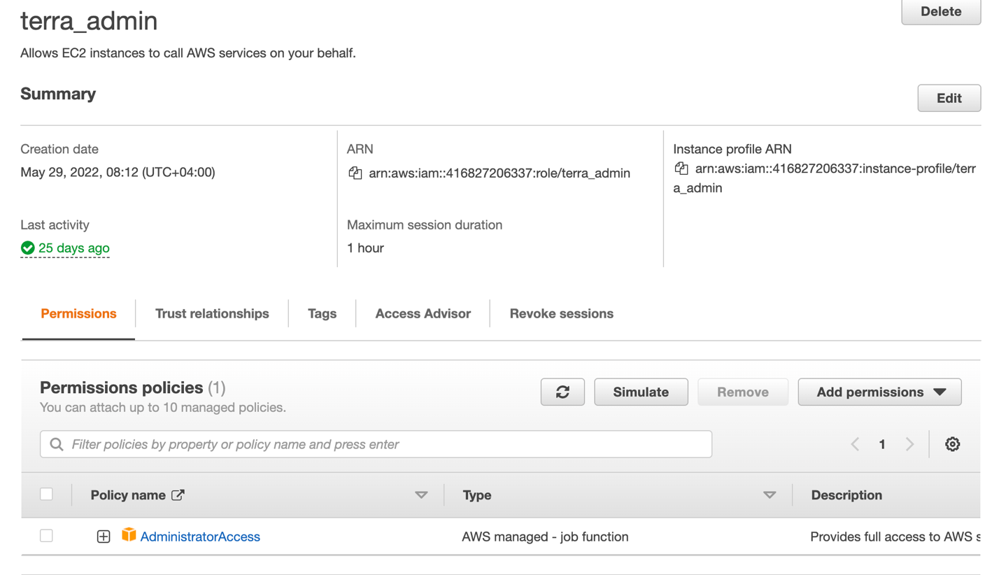 terra_admin
Delete
Allows EC2 instances to call AWS services on your behalf.
Summary
Edit
Creation date
May 29, 2022, 08:12 (UTC+04:00)
ARN
arn:aws:iam::416827206337:role/terra_admin
Instance profile ARN
arn:aws:iam::416827206337:instance-profile/terr
a_admin
Last activity
25 days ago
Maximum session duration
1 hour
Permissions
Trust relationships
Tags
Access Advisor
Revoke sessions
Permissions policies (1)
You can attach up to 10 managed policies.
Simulate
Remove
Add permissions
Filter policies by property or policy name and press enter
1
Policy name
Type
Description
AdministratorAccess
AWS managed - job function
Provides full access to AWS s